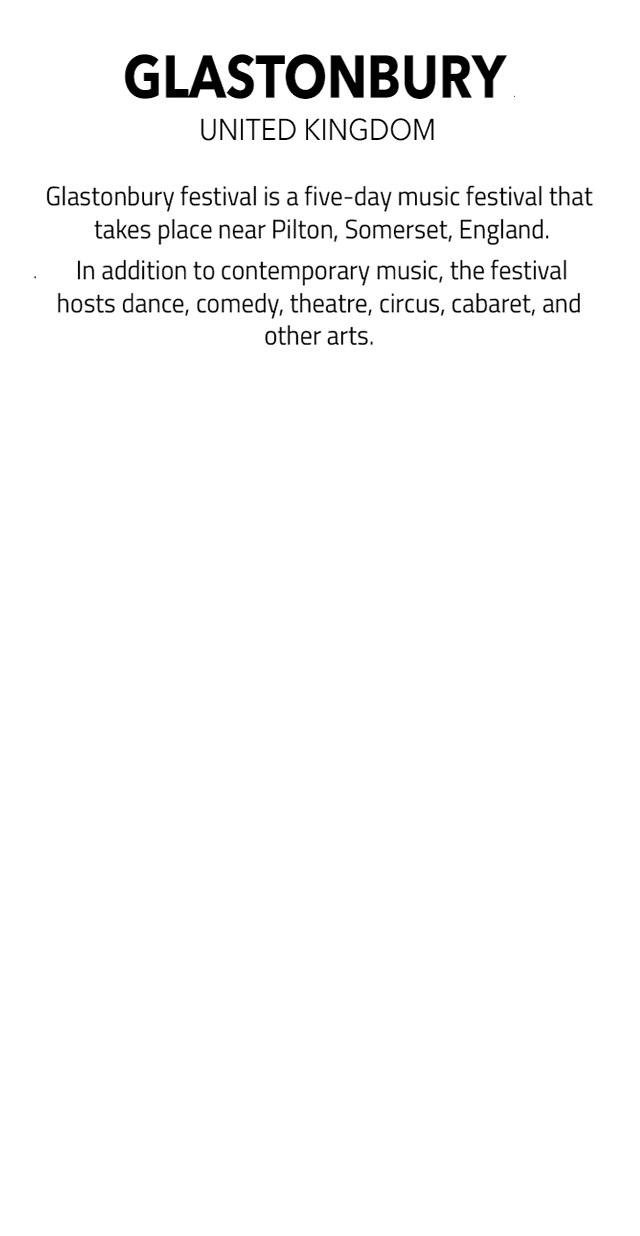 GLASTONBURY
UNITED KINGDOM
Glastonbury festival is a five-day music festival that
takes place near Pilton, Somerset, England.
In addition to contemporary music, the festival
hosts dance, comedy, theatre, circus, cabaret, and
other arts.